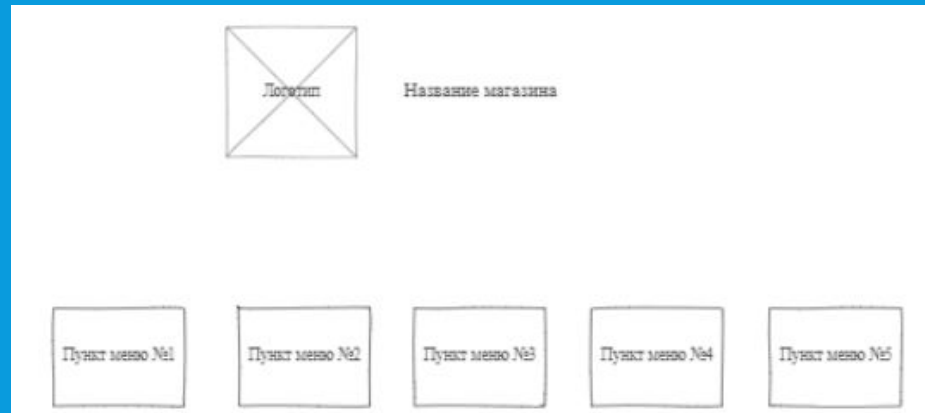 Логотип
Название магазина
Пункт меню №1
Пункт меню №2
Пункт меню №3
Пункт меню №4
Пункт меню №5